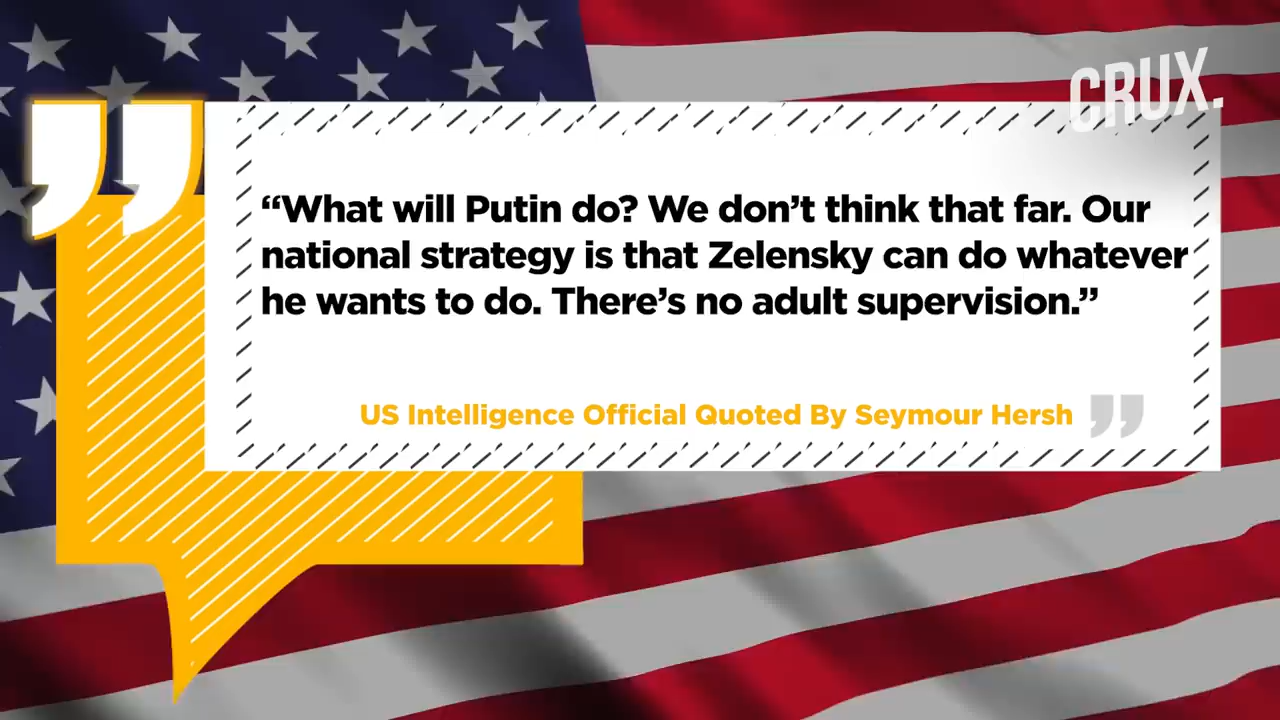 CRUX.
“What will Putin do? We don’t think that far. Our
national strategy is that Zelensky can do whatever
he wants to do. There’s no adult supervision.”
US Intelligence Official Quoted By Seymour Hersh